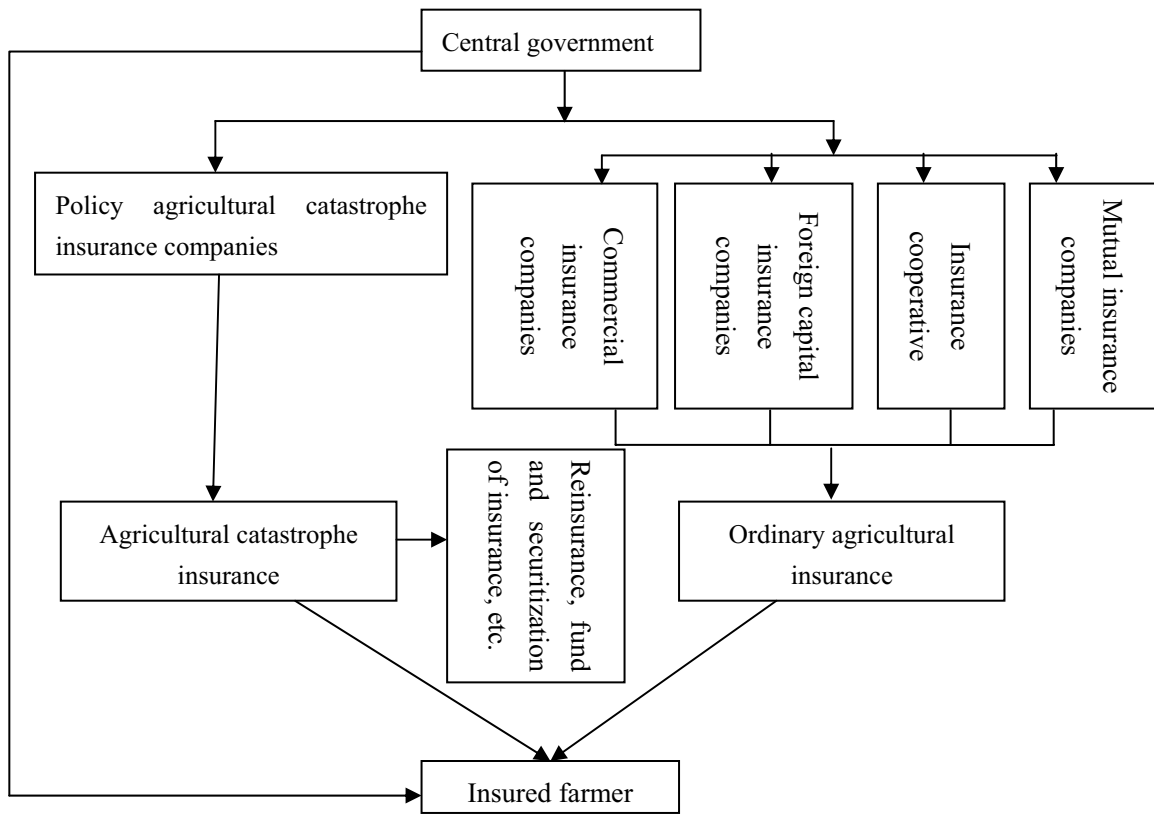 Central government
Policy agricultural catastrophe
insurance companies
Commercial
insurance
companies
Foreign capital
insurance
companies
Insurance
cooperative
Mutual insurance
companies
Agricultural catastrophe
insurance
Reinsurance, fund
and securitization
of insurance, etc.
Ordinary agricultural
insurance
Insured farmer